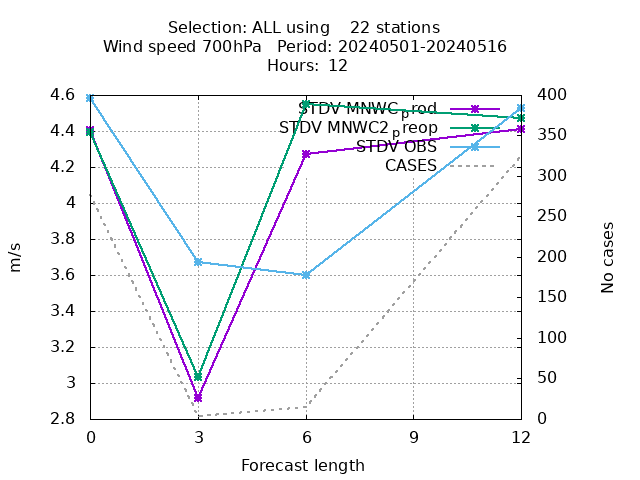 Selection: ALL using    22 stations
Wind speed 700hPa   Period: 20240501-20240516
Hours: 12
4.6
4.4
4.2
4
3.8
3.6
3.4
3.2
3
2.8
m/s
STDV MNWC_prod
STDV MNWC2_preop
STDV OBS
CASES
400
350
300
250
200
150
100
50
0
No cases
0 3 6 9 12
Forecast length